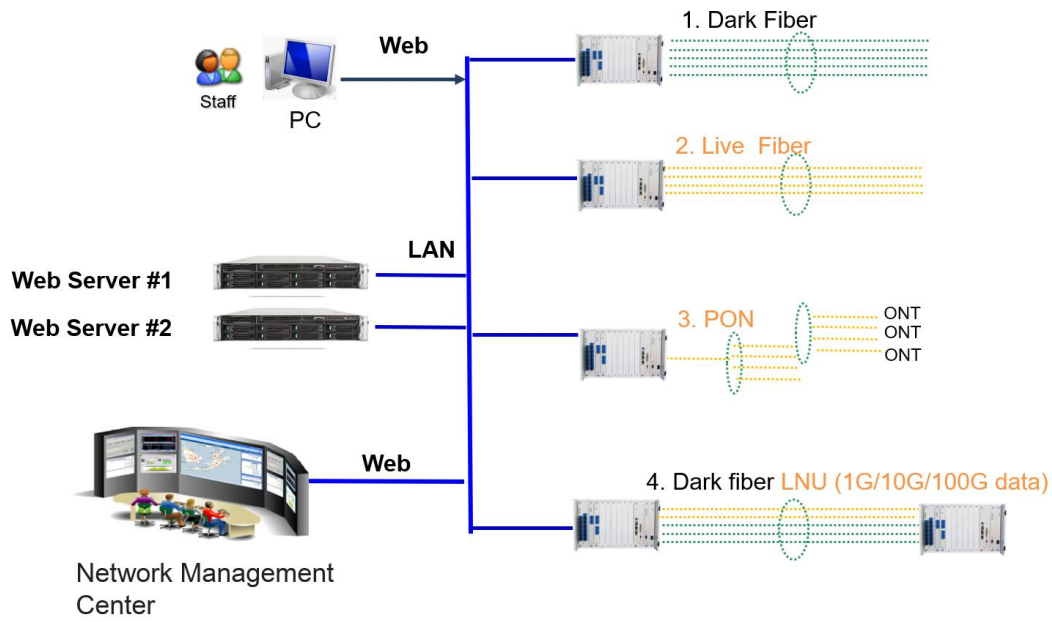 1. Dark Fiber
Web
Staff
PC
2. Live Fiber
LAN
Web Server #1
Web Server #2
3. PON
ONT
ONT
ONT
Web
4. Dark fiber LNU (1G/10G/100G data)
Network Management
Center